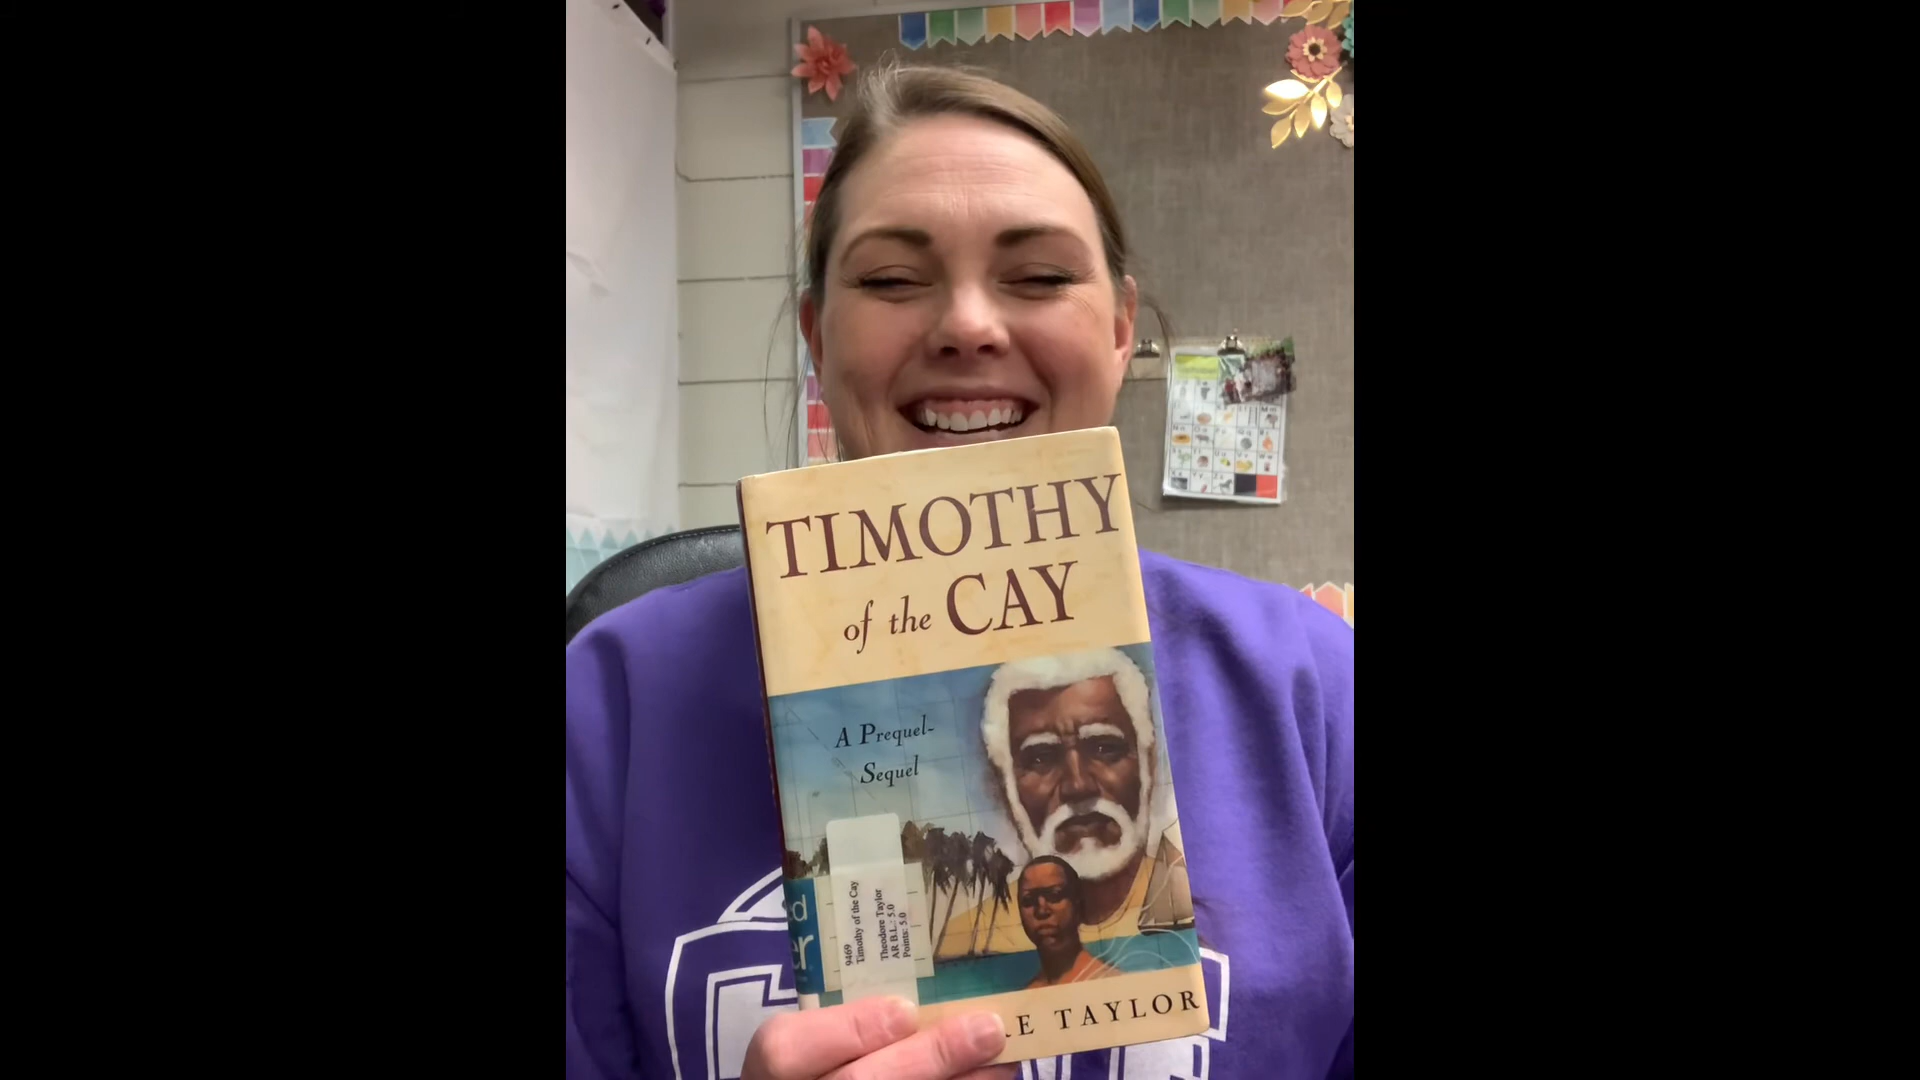 TIMOTHY
of the CAY
A Prequel-
Sequel
9469
Timothy of the Cay
Theodore Taylor
AR B.L.: 5.0
Points: 5.0
TAYLOR